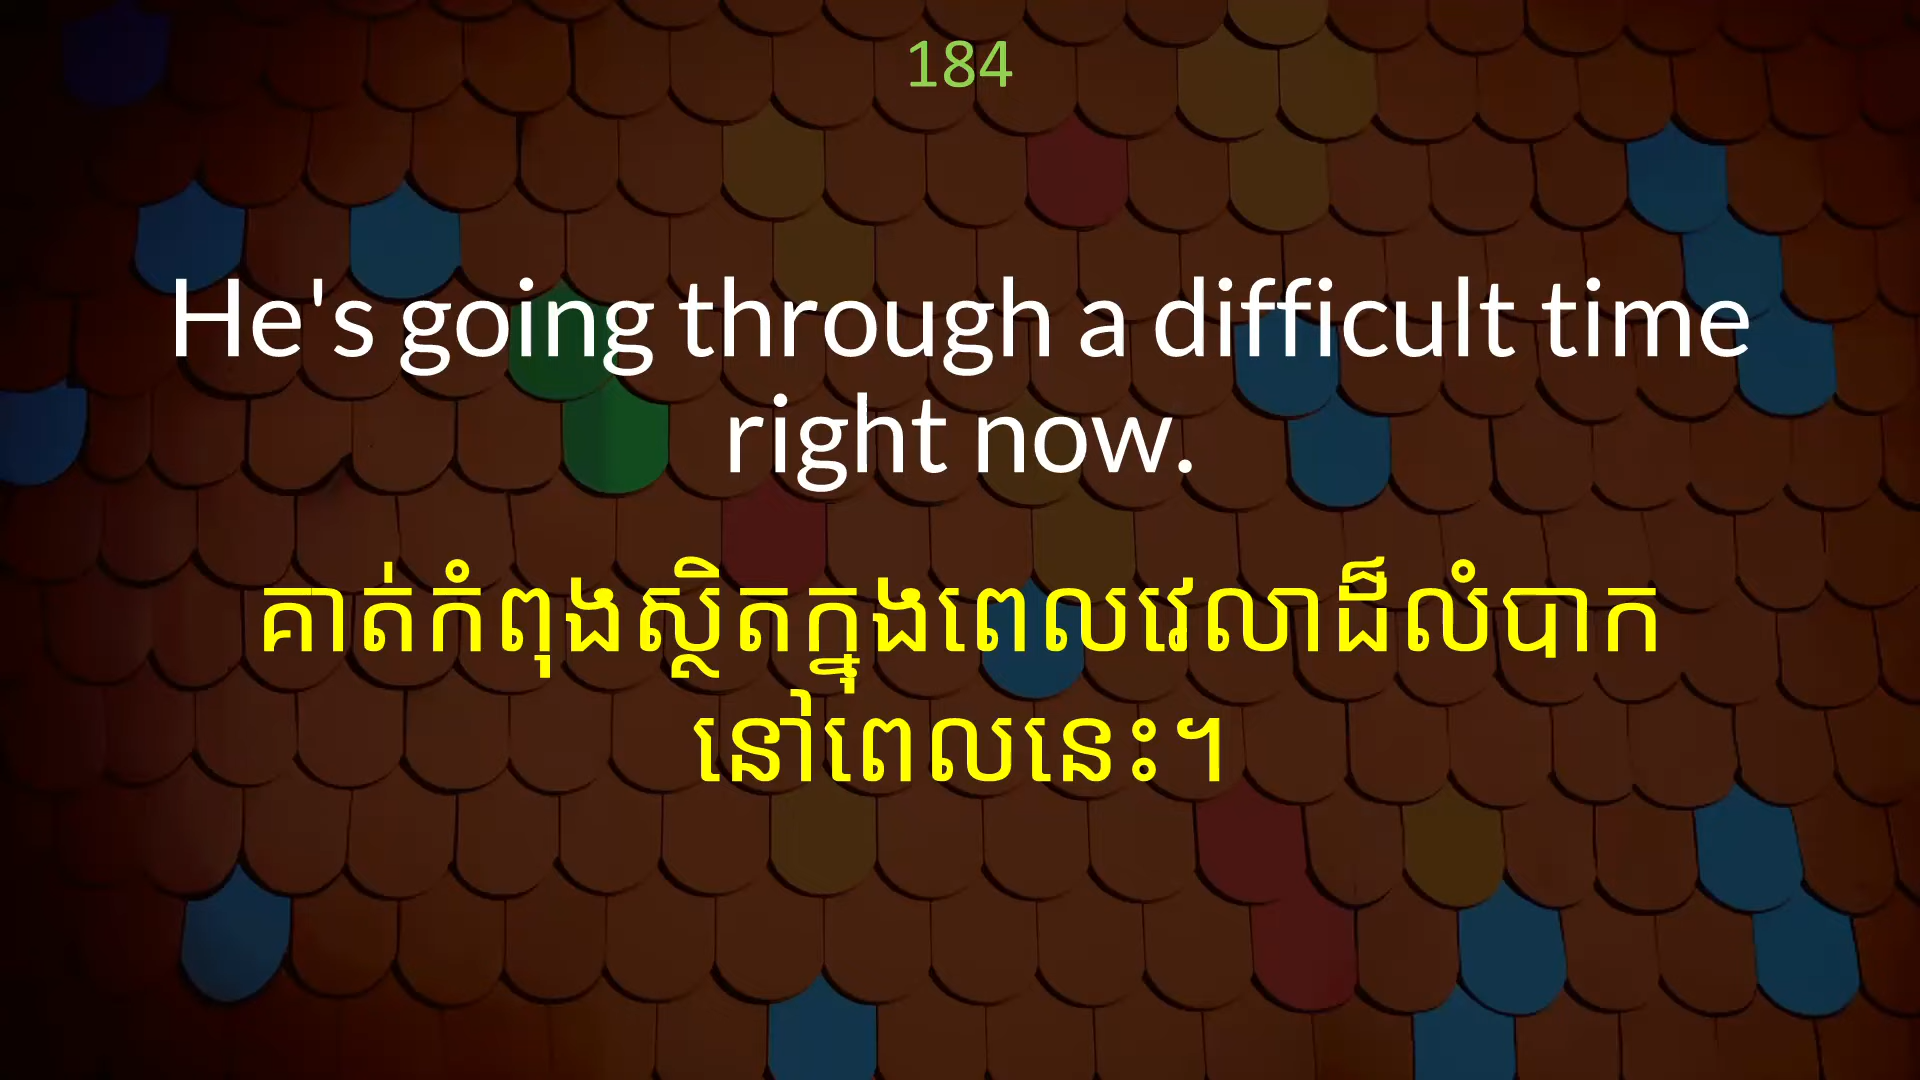 184
He's going through a difficult time
right now.
គាត់កំពុងស្ថិតក្នុងពេលវេលាដ៏លំបាក
នៅពេលនេះ។